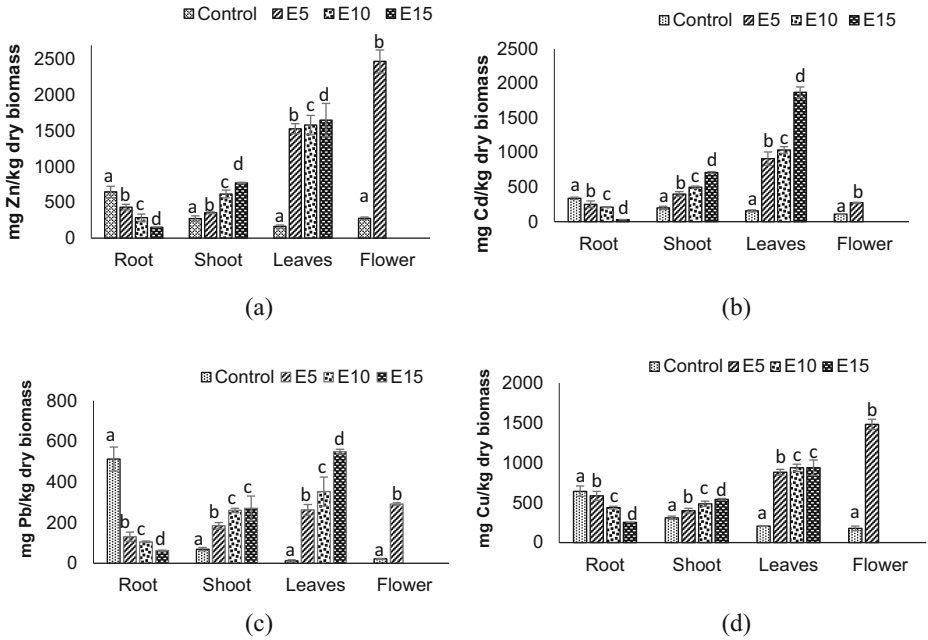 Control E5 E10 E15
mg Zn/kg dry biomass
2500
2000
1500
1000
500
0
a b c d
a b c d
a b c d
a b
Root Shoot Leaves Flower
(a)
Control E5 E10 E15
mg Cd/kg dry biomass
2500
2000
1500
1000
500
0
a b c d
a b c d
a b c d
a b
Root Shoot Leaves Flower
(b)
Control E5 E10 E15
mg Pb/kg dry biomass
800
600
400
200
0
a b c d
a b c c
a b c d
a b
Root Shoot Leaves Flower
(c)
Control E5 E10 E15
mg Cu/kg dry biomass
2000
1500
1000
500
0
a b c d
a b c d
a b c c
a b
Root Shoot Leaves Flower
(d)